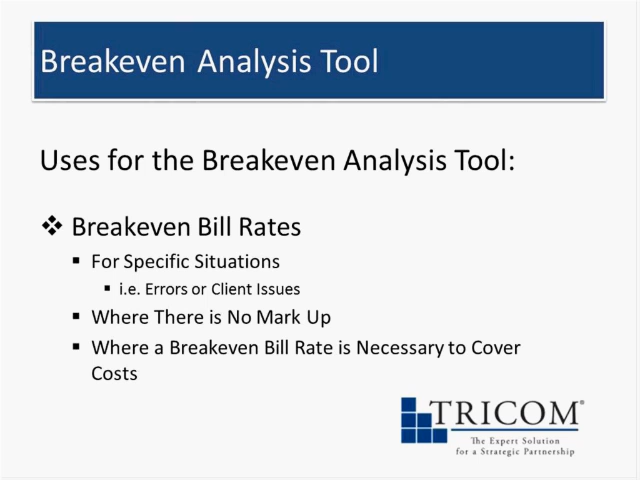 Breakeven Analysis Tool
Uses for the Breakeven Analysis Tool:
❖ Breakeven Bill Rates
▪ For Specific Situations
▪ i.e. Errors or Client Issues
▪ Where There is No Mark Up
▪ Where a Breakeven Bill Rate is Necessary to Cover
Costs
TRICOM®
The Expert Solution
for a Strategic Partnership